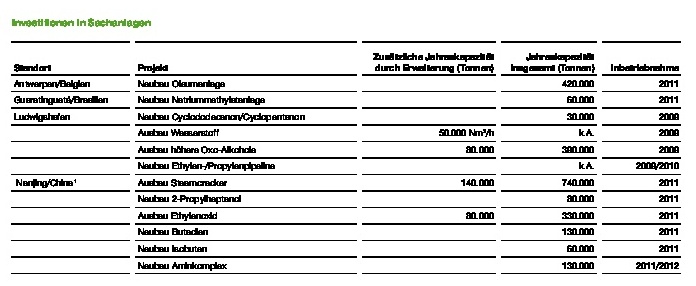 Investitionen in Sachanlagen
Zusätzliche Jahreskapazität Jahreskapazität
Standort Projekt durch Erweiterung (Tonnen) insgesamt (Tonnen) Inbetriebnahme
Antwerpen/Belgien Neubau Oleumanlage 420.000 2011
Guaratinguetá/Brasilien Neubau Natriummethylatanlage 60.000 2011
Ludwigshafen Neubau Cyclododecanon/Cyclopentanon 30.000 2009
Ausbau Wasserstoff 50.000 Nm³/h k.A. 2009
Ausbau höhere Oxo-Alkohole 80.000 390.000 2009
Neubau Ethylen-/Propylenpipeline k.A. 2009/2010
Nanjing/China¹ Ausbau Steamcracker 140.000 740.000 2011
Neubau 2-Propylheptanol 80.000 2011
Ausbau Ethylenoxid 80.000 330.000 2011
Neubau Butadien 130.000 2011
Neubau Isobuten 60.000 2011
Neubau Aminkomplex 130.000 2011/2012